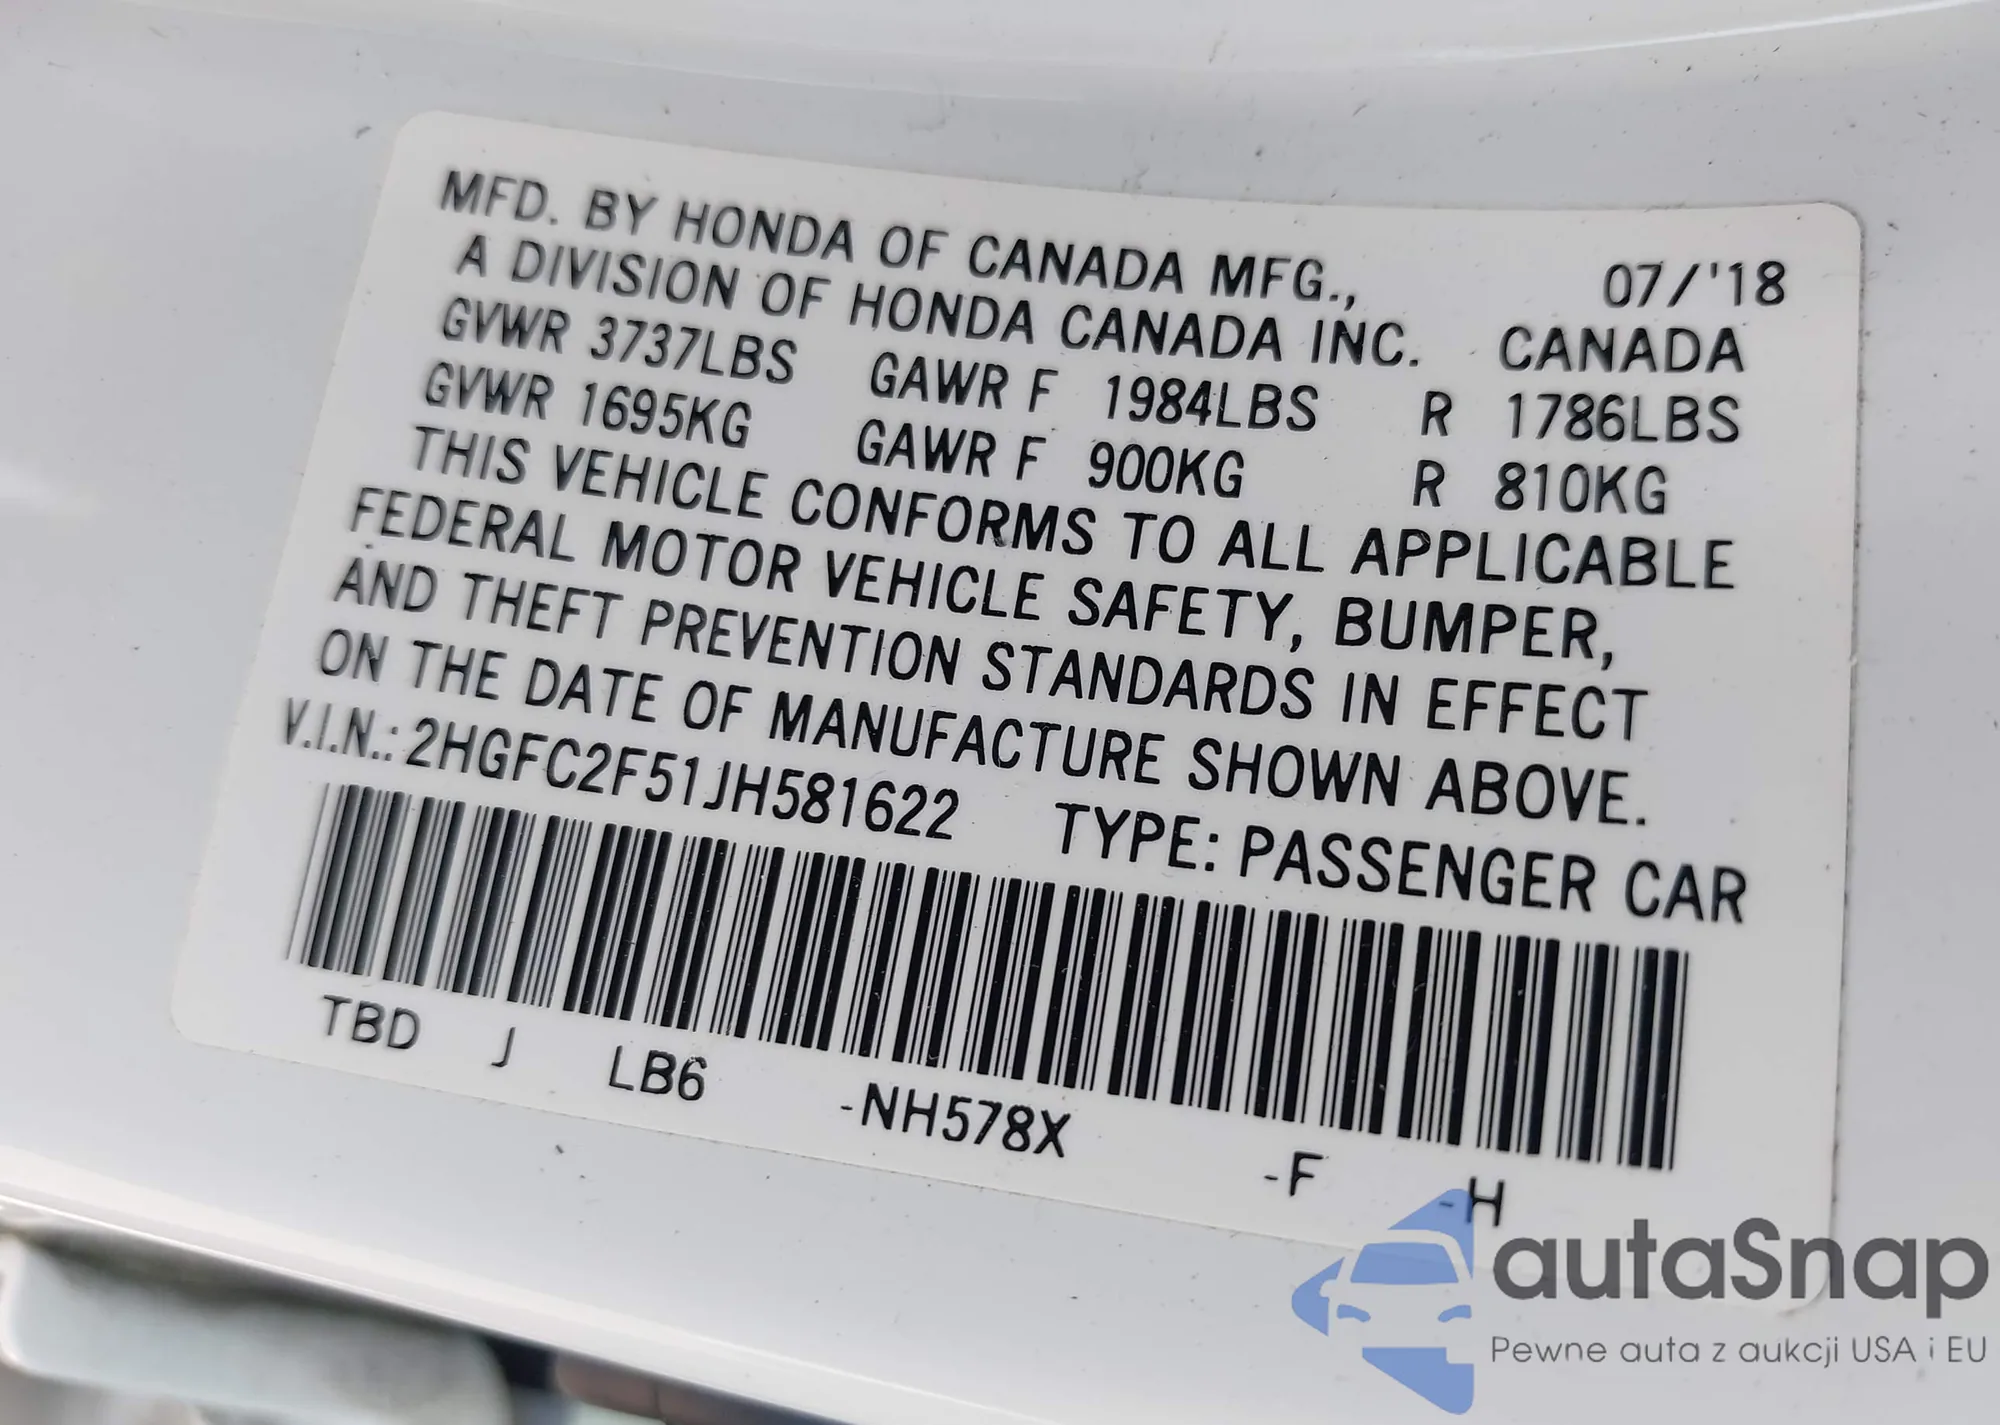 MFD. BY HONDA OF CANADA MFG., 07/'18
A DIVISION OF HONDA CANADA INC. CANADA
GVWR 3737LBS GAWR F 1984LBS R 1786LBS
GVWR 1695KG GAWR F 900KG R 810KG
THIS VEHICLE CONFORMS TO ALL APPLICABLE
FEDERAL MOTOR VEHICLE SAFETY, BUMPER,
AND THEFT PREVENTION STANDARDS IN EFFECT
ON THE DATE OF MANUFACTURE SHOWN ABOVE.
V.I.N.: 2HGFC2F51JH581622 TYPE: PASSENGER CAR
TBD J LB6 -NH578X -F -H
autaSnap
Pewne auta z aukcji USA i EU